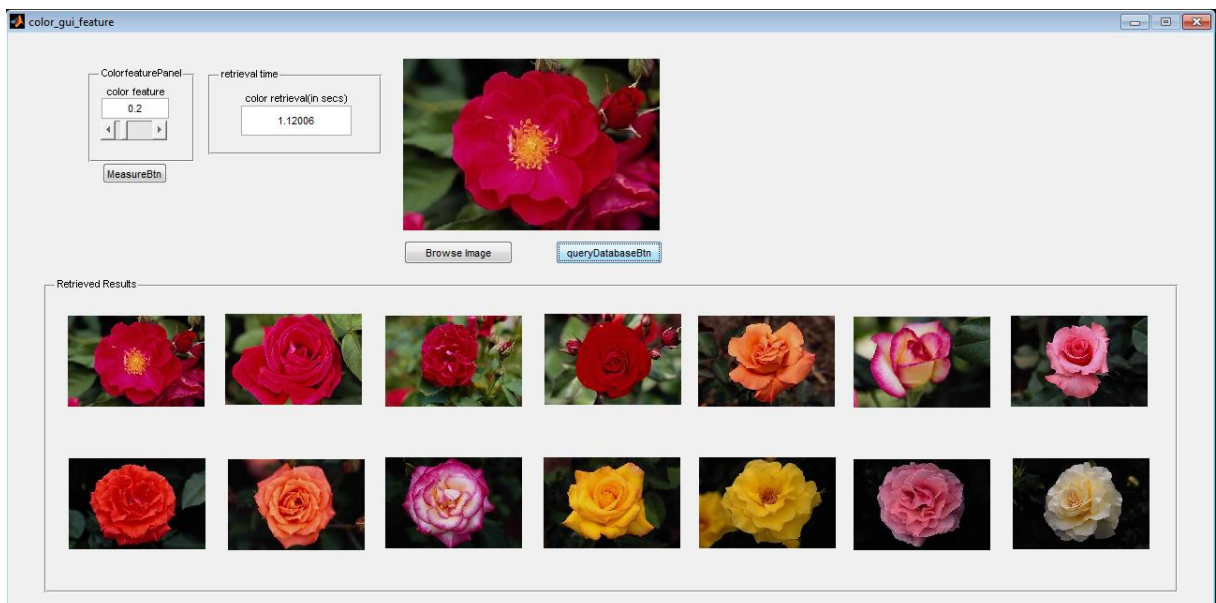 color_gui_feature
ColorfeaturePanel
color feature
0.2
MeasureBtn
retrieval time
color retrieval(in secs)
1.12006
Browse Image
queryDatabaseBtn
Retrieved Results